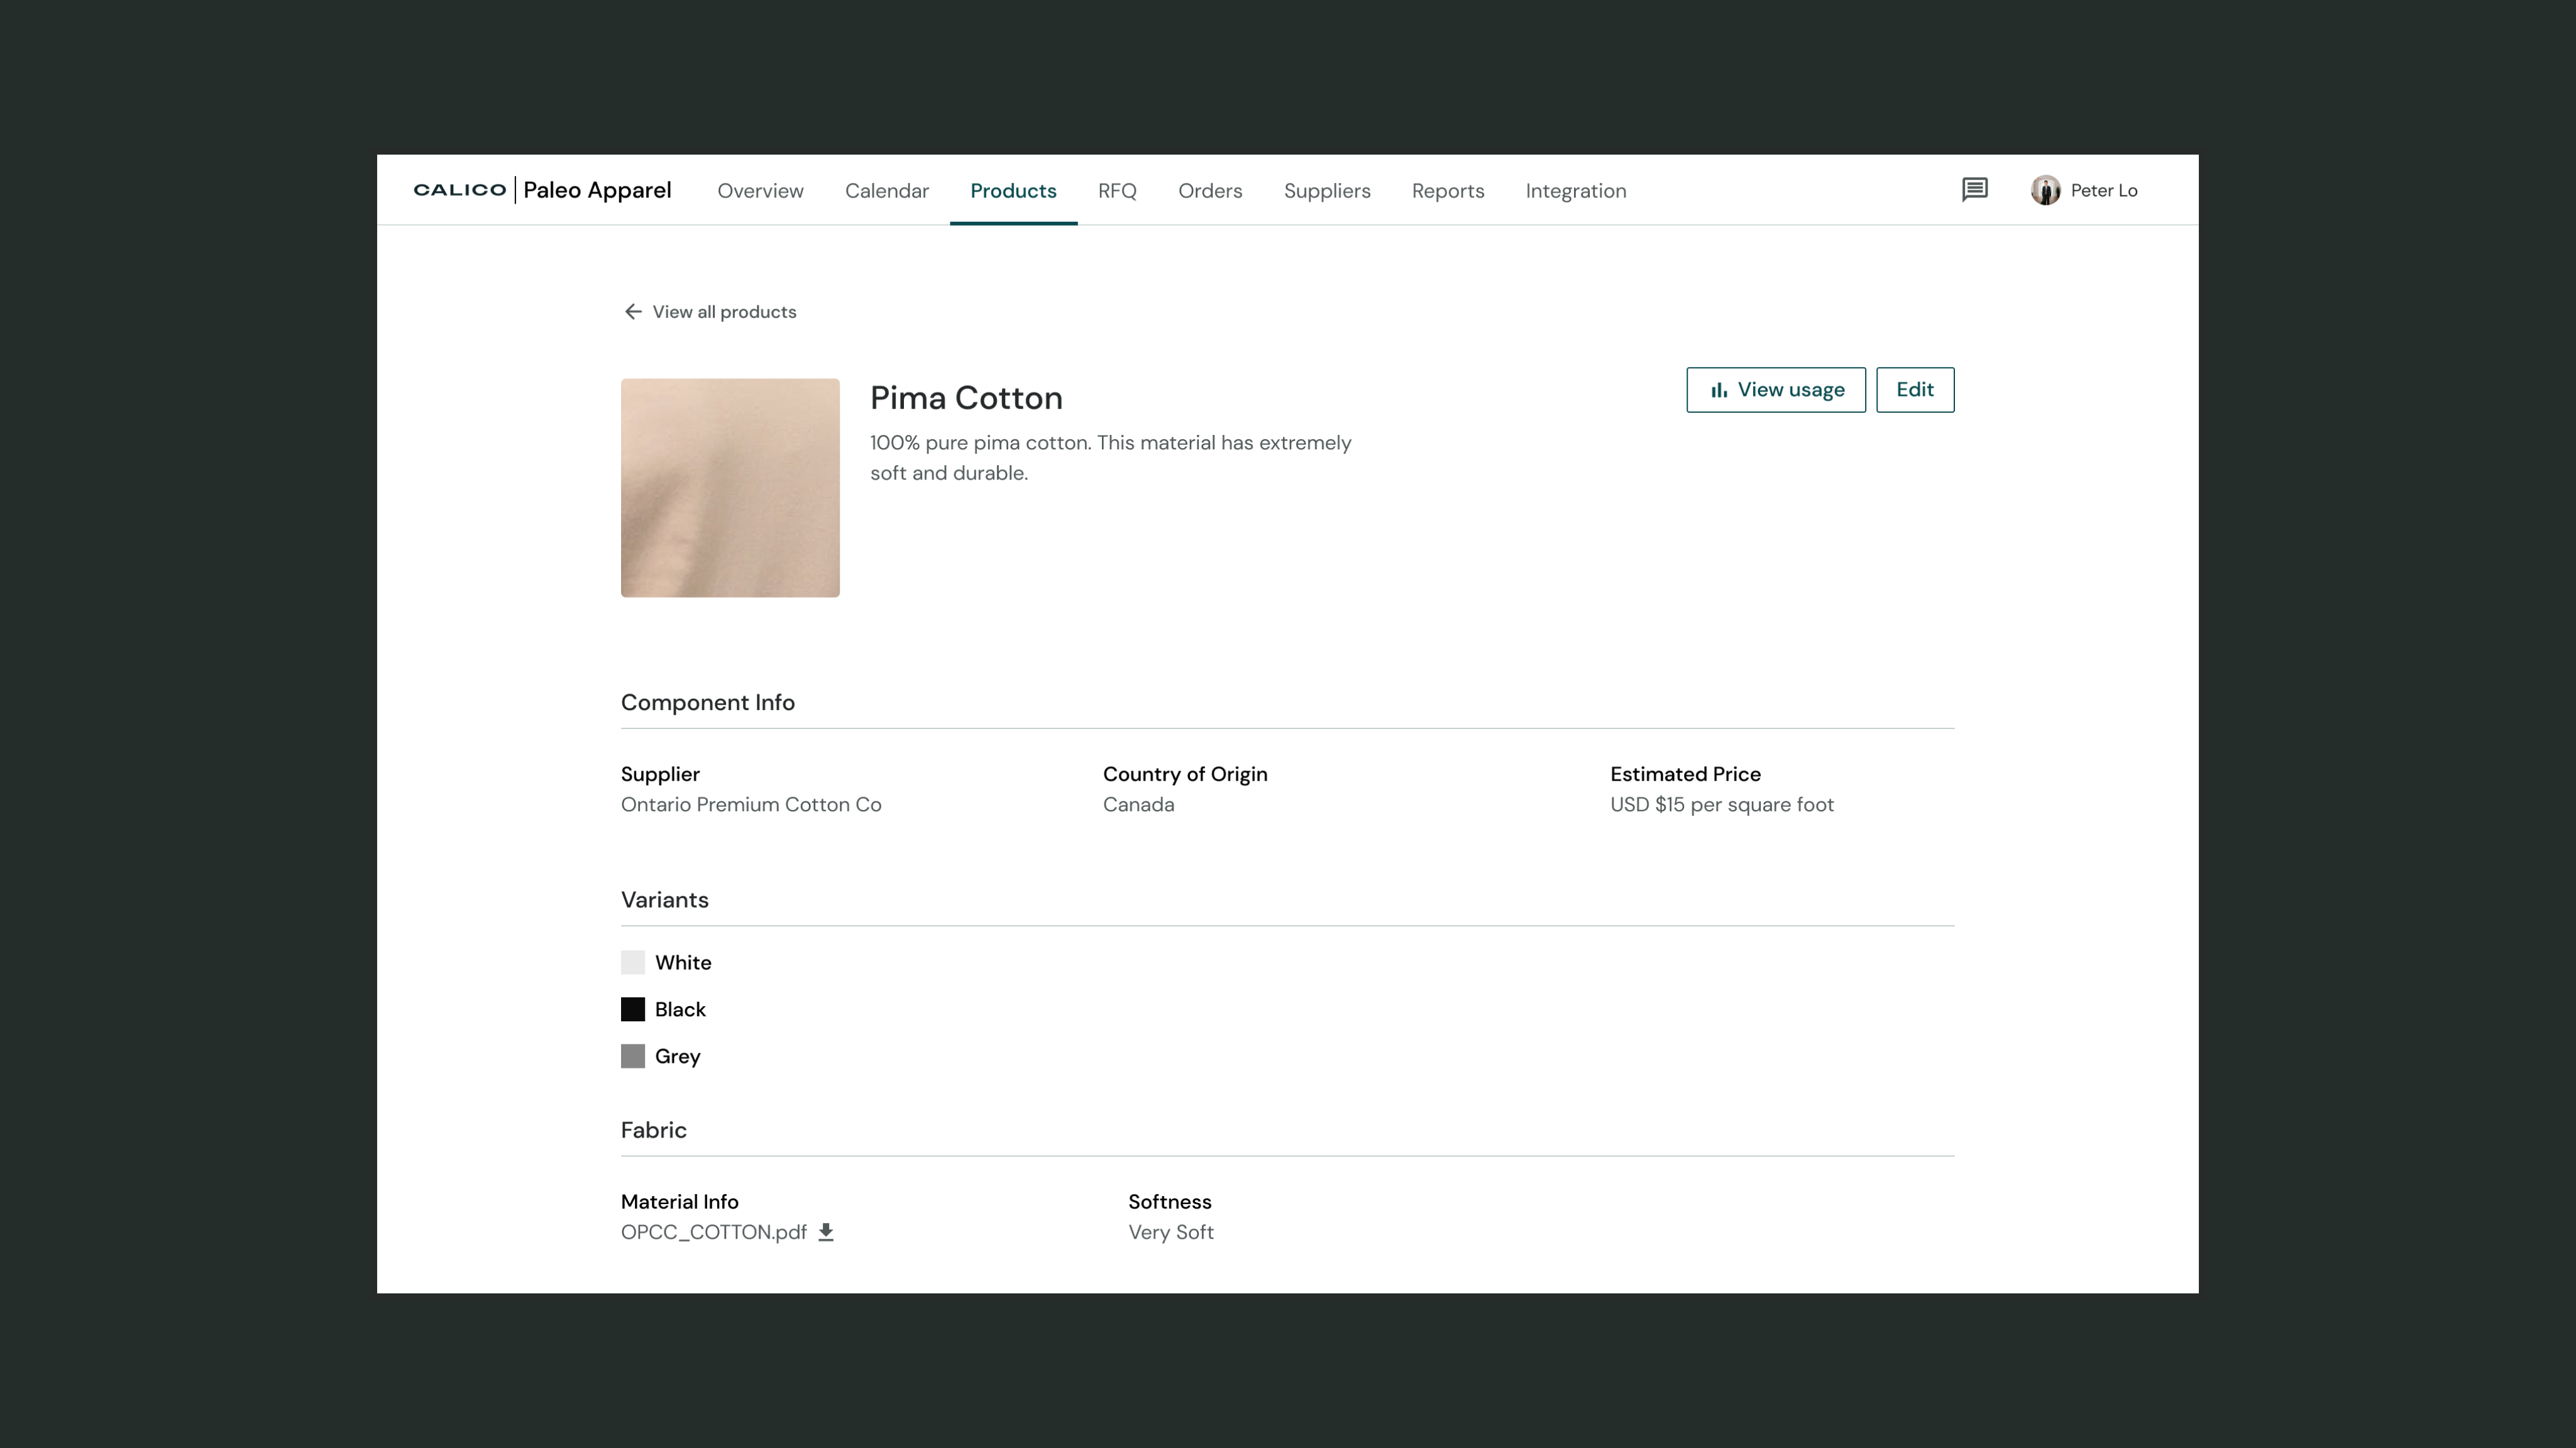 CALICO | Paleo Apparel Overview Calendar Products RFQ Orders Suppliers Reports Integration Peter Lo
View all products
Pima Cotton
View usage Edit
100% pure pima cotton. This material has extremely
soft and durable.
Component Info
Supplier Country of Origin Estimated Price
Ontario Premium Cotton Co Canada USD $15 per square foot
Variants
White
Black
Grey
Fabric
Material Info Softness
OPCC_COTTON.pdf Very Soft